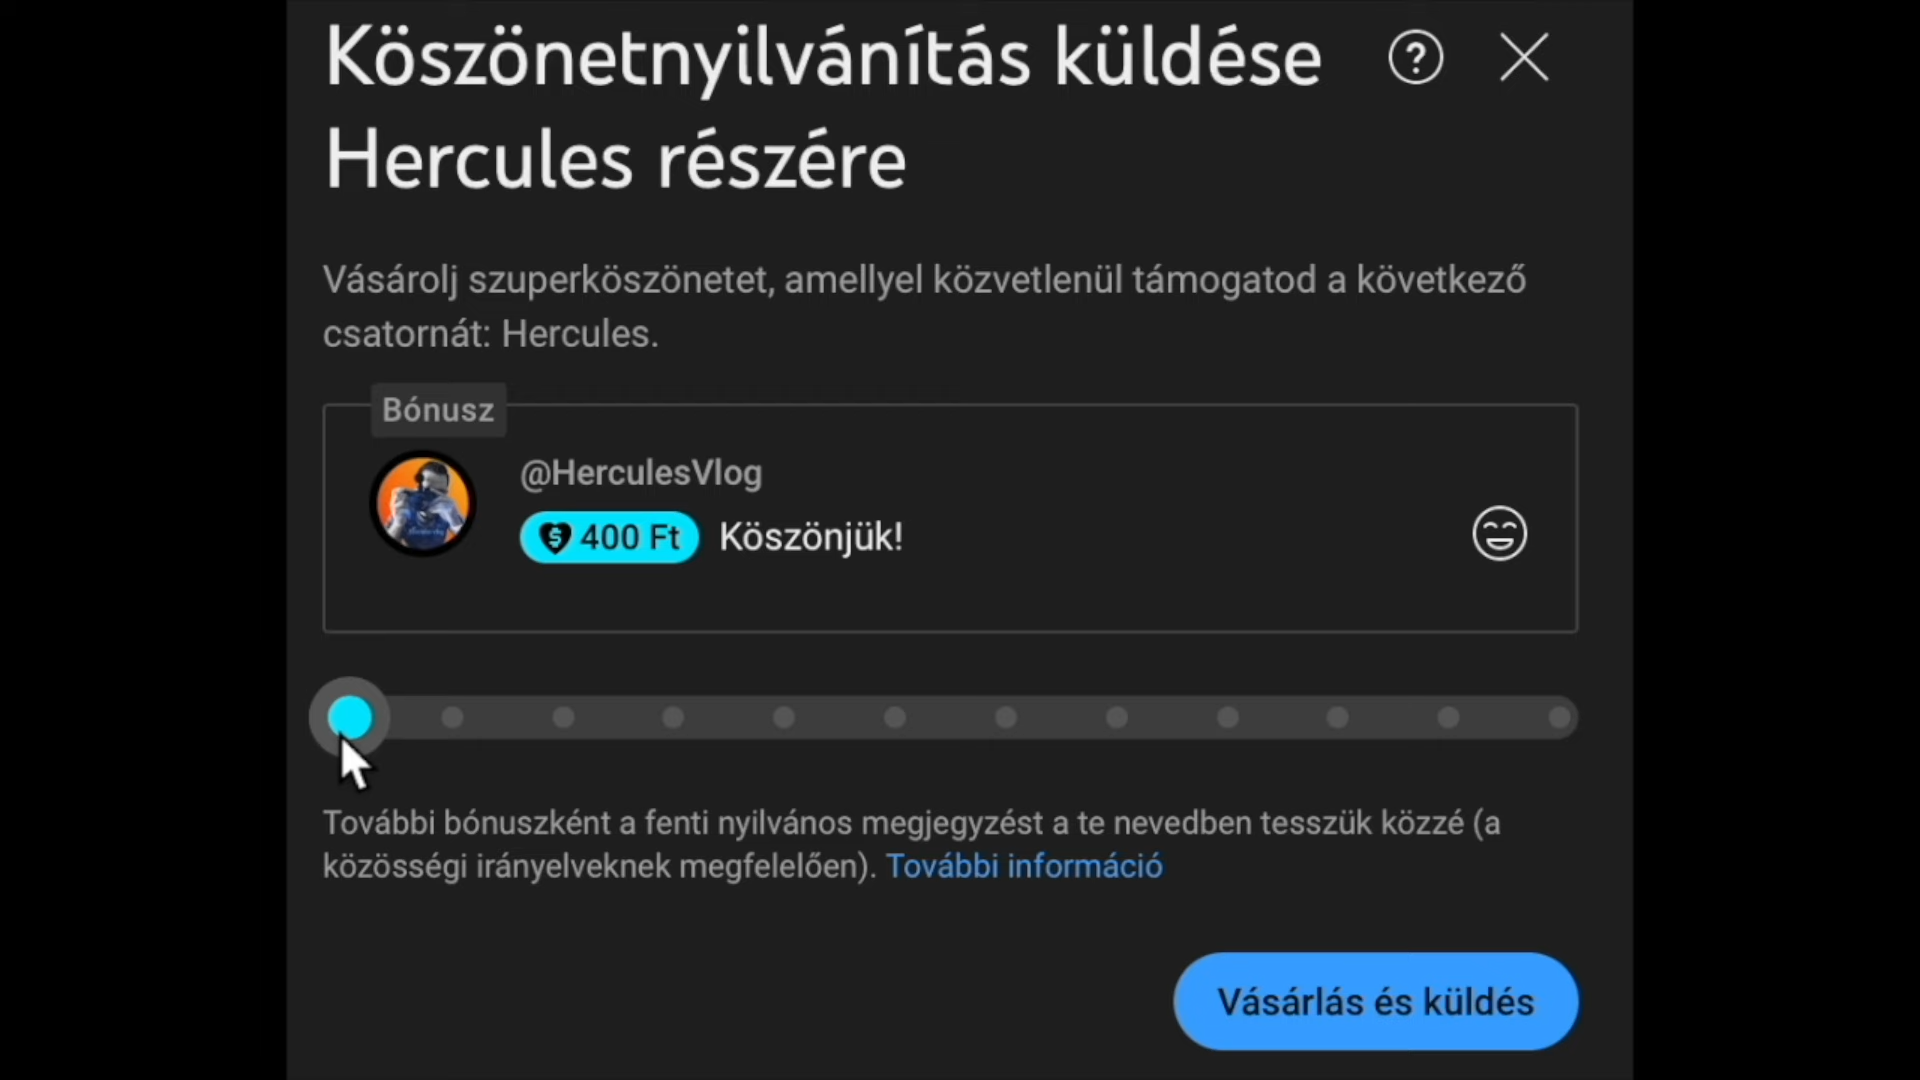 Köszönetnyilvánítás küldése
Hercules részére
Vásárolj szuperköszönetet, amellyel közvetlenül támogatod a következő
csatornát: Hercules.
Bónusz
@HerculesVlog
400 Ft Köszönjük!
További bónuszként a fenti nyilvános megjegyzést a te nevedben tesszük közzé (a
közösségi irányelveknek megfelelően). További információ
Vásárlás és küldés